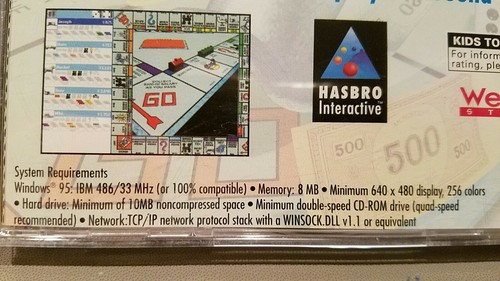 KIDS TO
For inform
rating, ple
HASBRO
Interactive™
We
GO
500
500
500
System Requirements
Windows® 95: IBM 486/33 MHz (or 100% compatible) • Memory: 8 MB • Minimum 640 x 480 display, 256 colors
• Hard drive: Minimum of 10MB noncompressed space • Minimum double-speed CD-ROM drive (quad-speed
recommended) • Network:TCP/IP network protocol stack with a WINSOCK.DLL v1.1 or equivalent